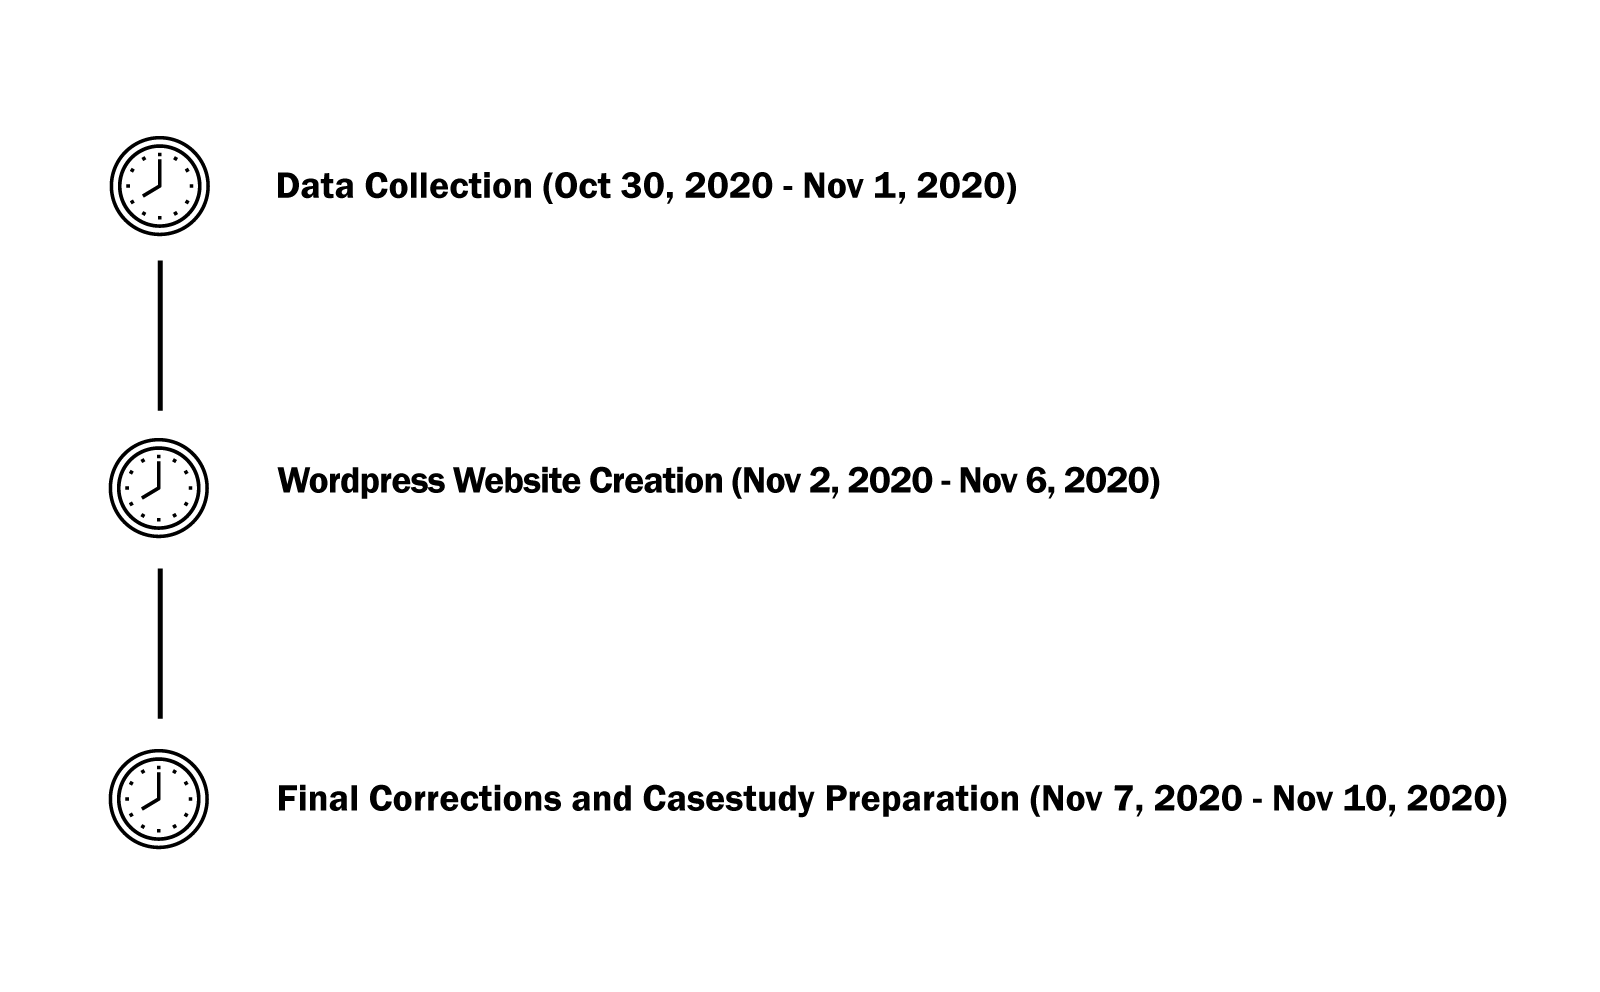 Data Collection (Oct 30, 2020 - Nov 1, 2020)
Wordpress Website Creation (Nov 2, 2020 - Nov 6, 2020)
Final Corrections and Casestudy Preparation (Nov 7, 2020 - Nov 10, 2020)